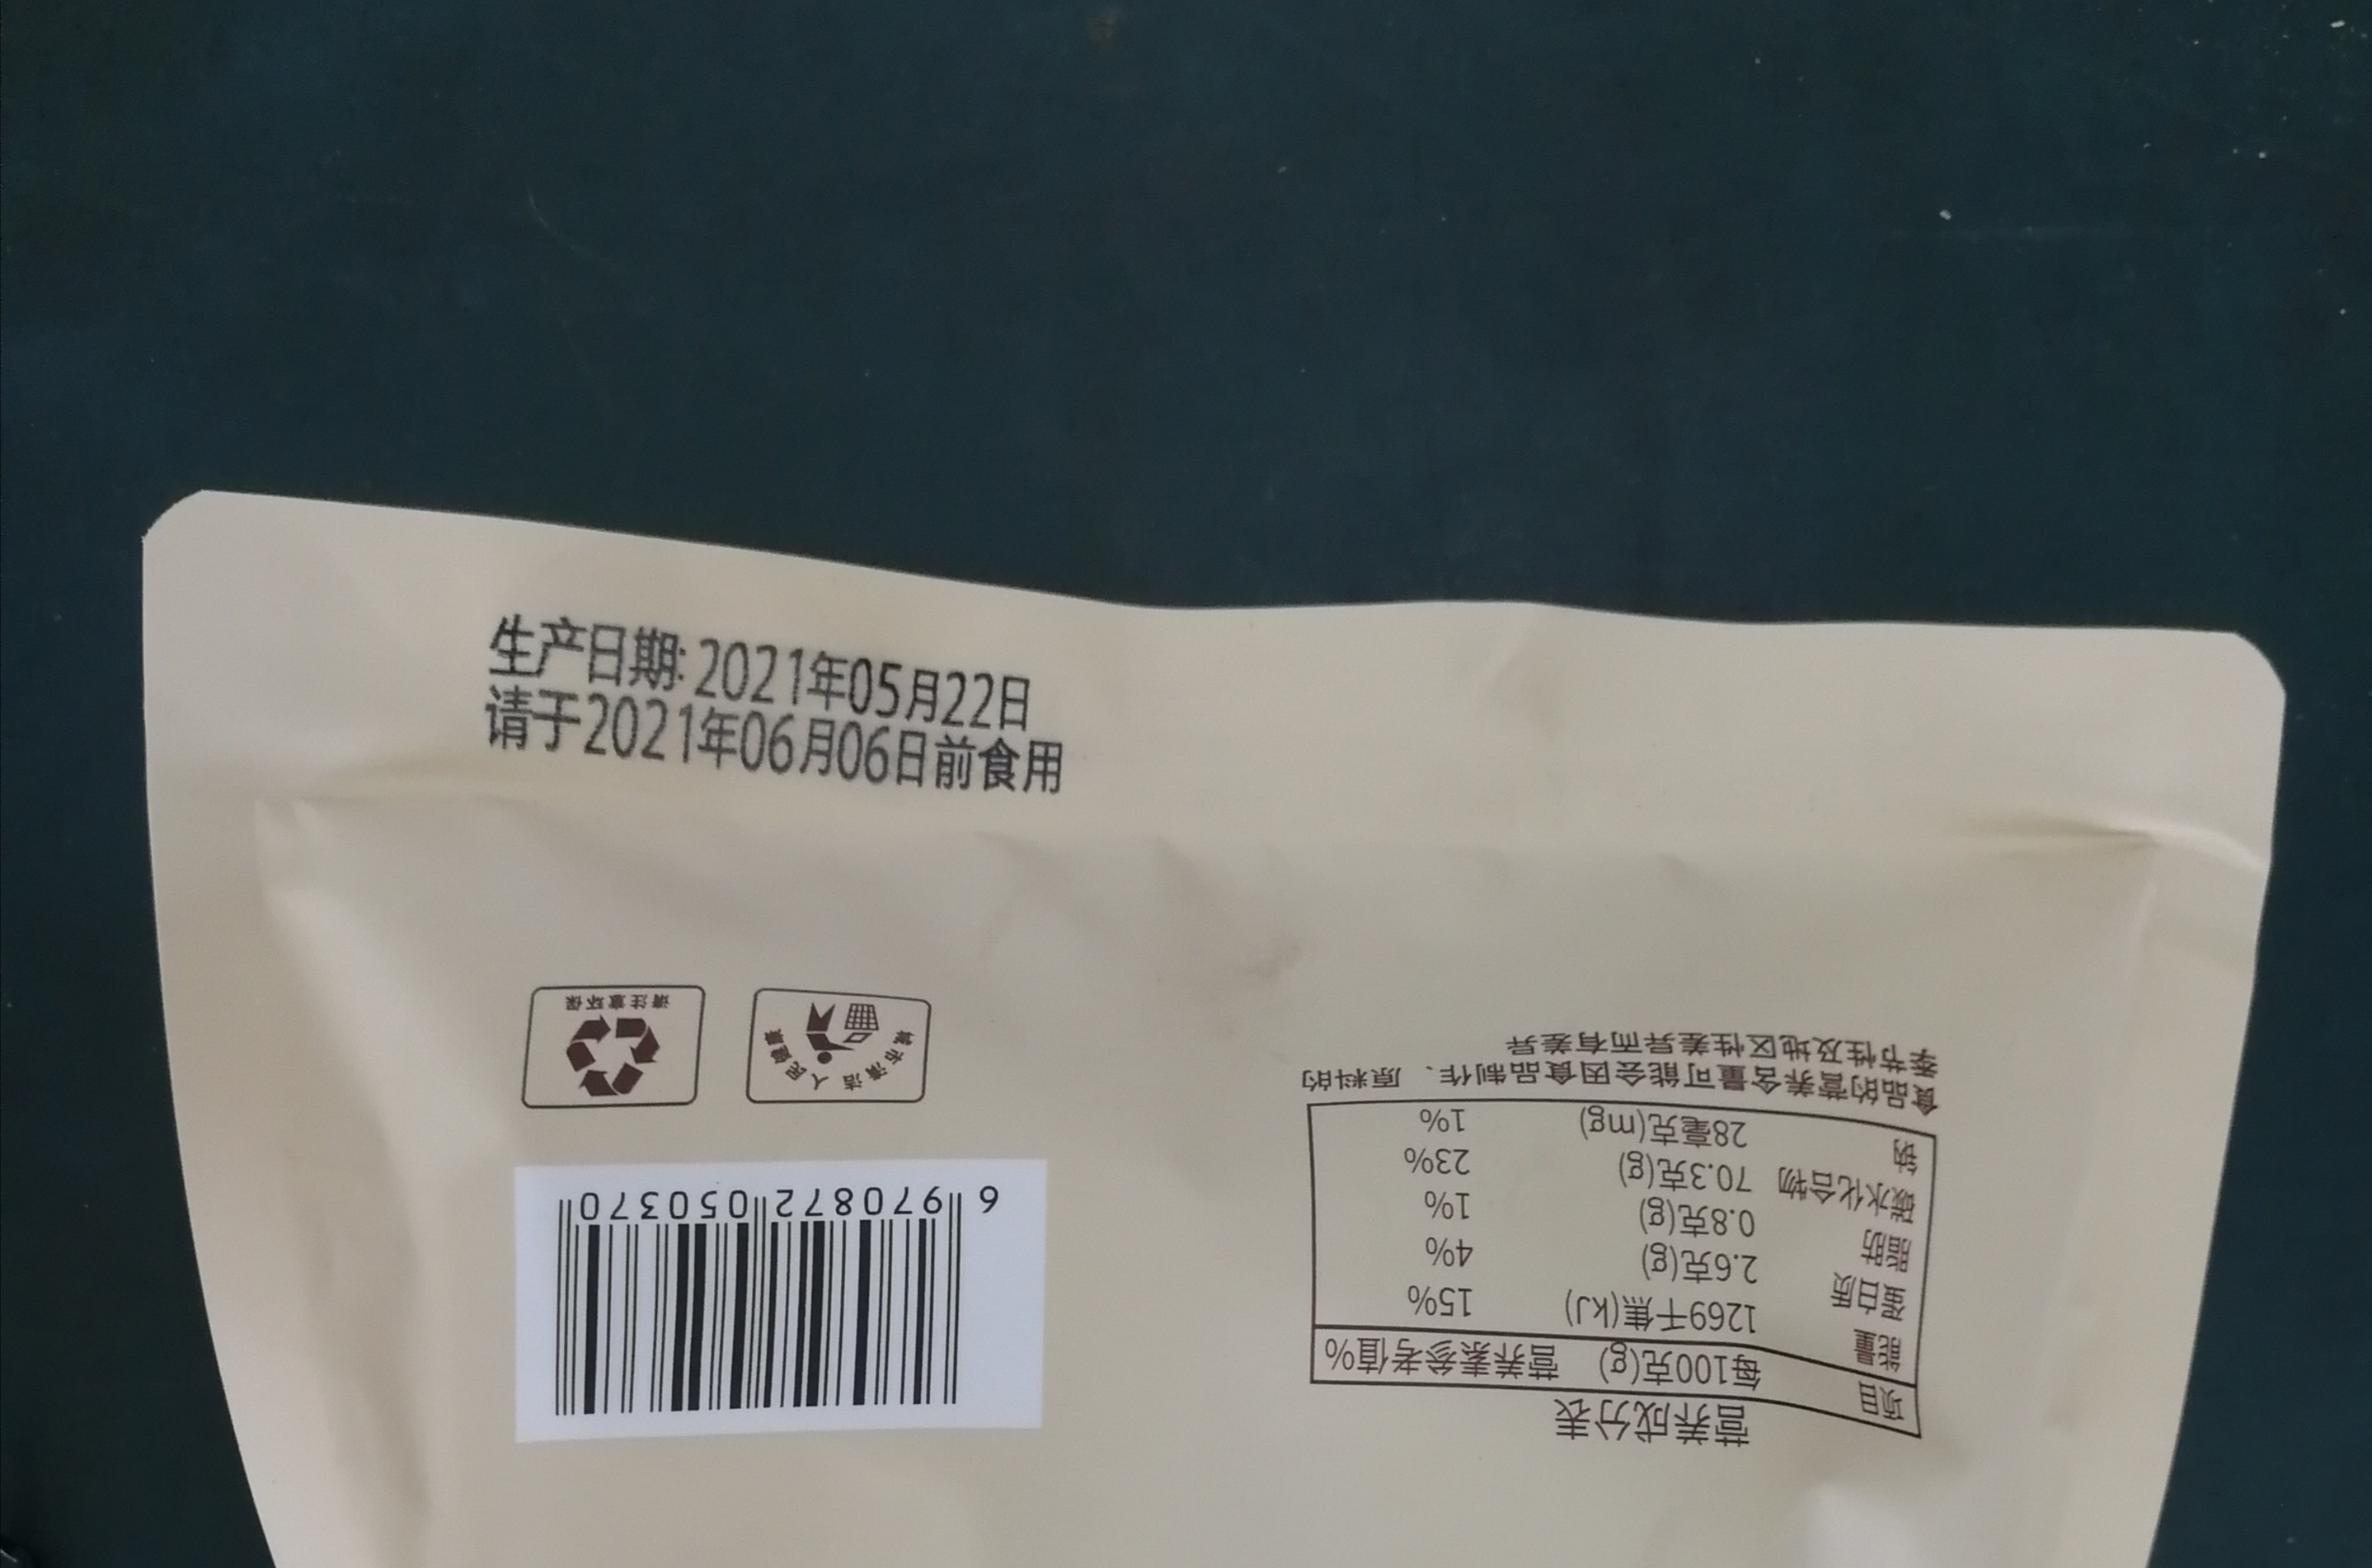 生产日期: 2021年05月22日
请于2021年06月06日前食用
营养成分表
项目 每100克(g) 营养素参考值%
能量 1269千焦(kJ) 15%
蛋白质 2.6克(g) 4%
脂肪 0.8克(g) 1%
碳水化合物 70.3克(g) 23%
钠 28毫克(mg) 1%
食品的营养含量可能会因食品制作、原料的
季节性及地区性差异而有差异
6 970872 050370
城市清洁 人民健康
请注意环保